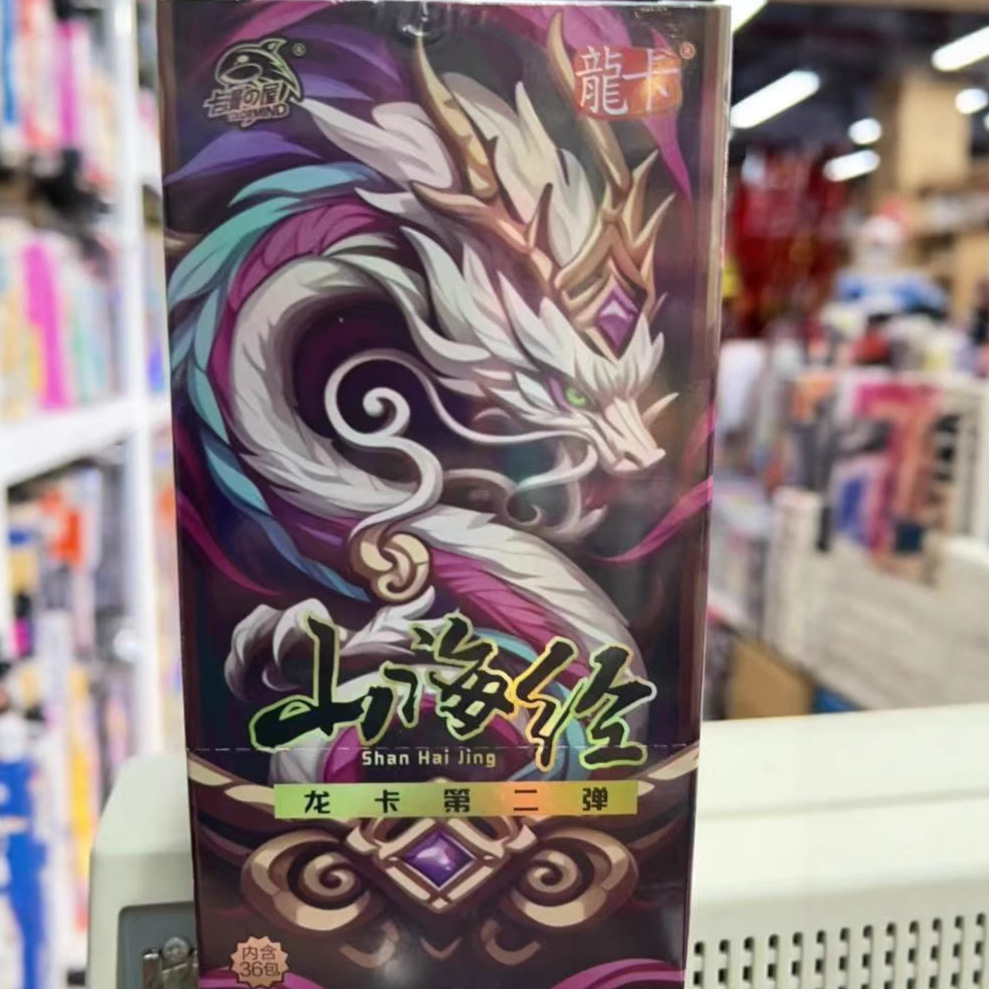 龍卡
山海经
Shan Hai Jing
龙卡第二弹
内含
36包